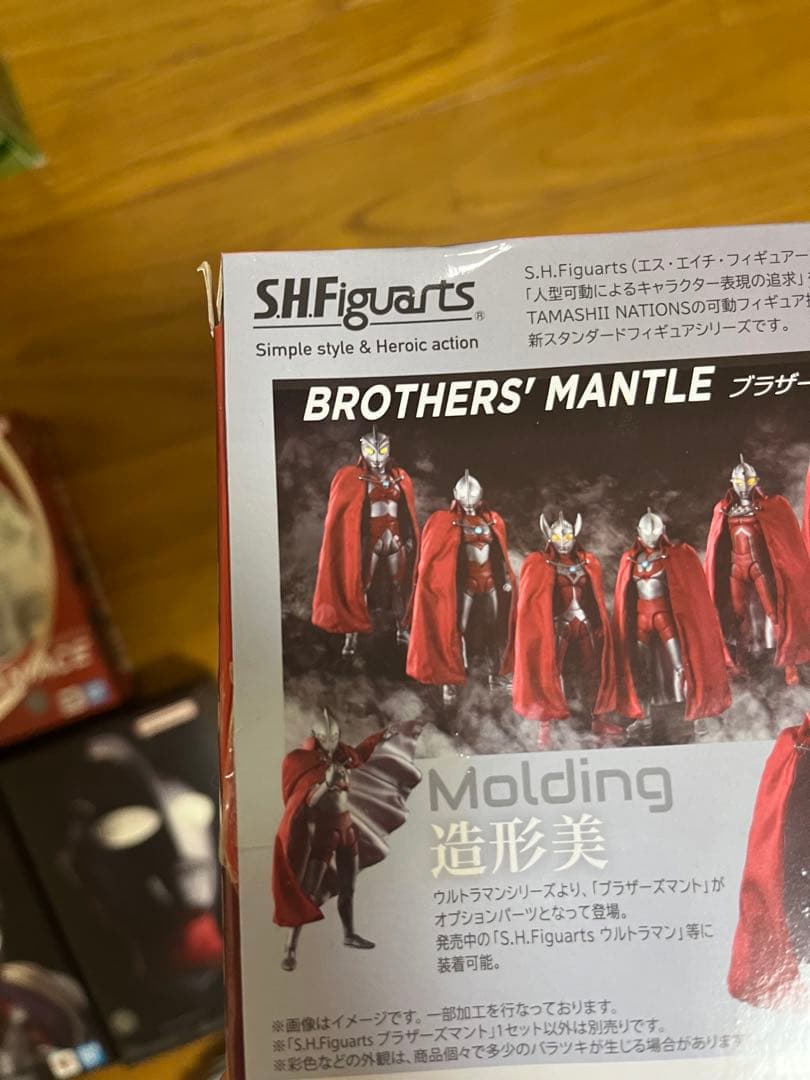 S.H.Figuarts®
Simple style & Heroic action
S.H.Figuarts(エス・エイチ・フィギュアー
「人型可動によるキャラクター表現の追求」
TAMASHII NATIONSの可動フィギュア
新スタンダードフィギュアシリーズです。
BROTHERS' MANTLE ブラザー
Molding
造形美
ウルトラマンシリーズより、「ブラザーズマント」が
オプションパーツとなって登場。
発売中の「S.H.Figuarts ウルトラマン」等に
装着可能。
※画像はイメージです。一部加工を行なっております。
※「S.H.Figuarts ブラザーズマント」1セット以外は別売りです。
※彩色などの外観は、商品個々で多少のバラツキが生じる場合があります